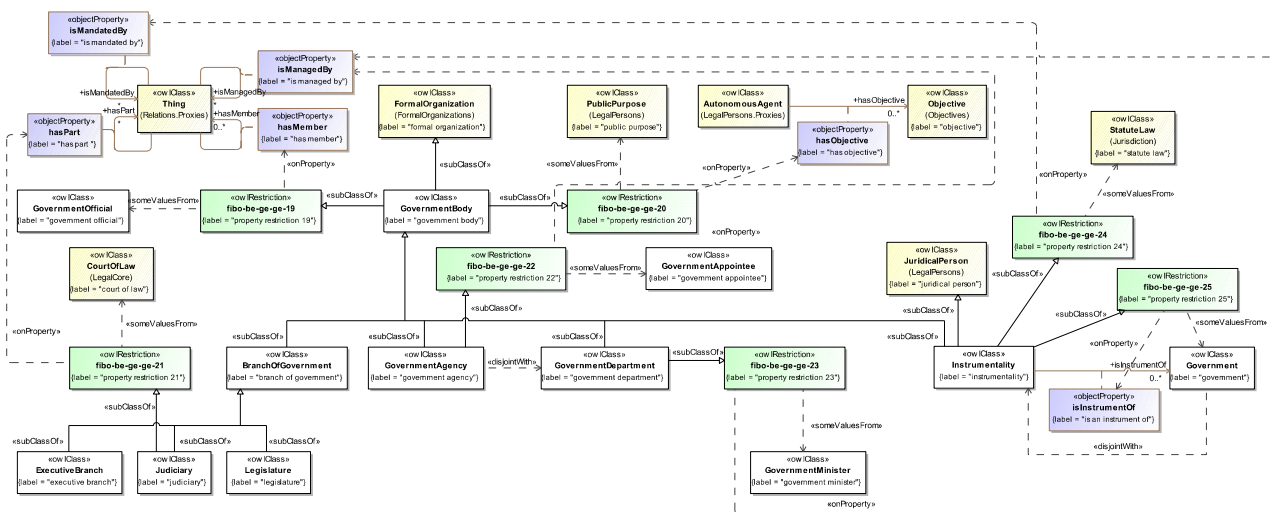 «objectProperty»
isMandatedBy
{label = "is mandated by"}
«objectProperty»
isManagedBy
{label = "is managed by"}
+isMandatedBy
*
+isManagedBy
*
«owlClass»
Thing
(Relations.Proxies)
+hasPart
*
+hasMember
0..*
«objectProperty»
hasPart
{label = "has part "}
«objectProperty»
hasMember
{label = "has member"}
«owlClass»
FormalOrganization
(FormalOrganizations)
{label = "formal organization"}
«owlClass»
PublicPurpose
(LegalPersons)
{label = "public purpose"}
«owlClass»
AutonomousAgent
(LegalPersons.Proxies)
+hasObjective
0..*
«owlClass»
Objective
(Objectives)
{label = "objective"}
«objectProperty»
hasObjective
{label = "has objective"}
«owlClass»
StatuteLaw
(Jurisdiction)
{label = "statute law"}
«onProperty»
«subClassOf»
«someValuesFrom»
«onProperty»
«onProperty»
«someValuesFrom»
«owlClass»
GovernmentOfficial
{label = "government official"}
«someValuesFrom»
«owlRestriction»
fibo-be-ge-ge-19
{label = "property restriction 19"}
«subClassOf»
«owlClass»
GovernmentBody
{label = "government body"}
«subClassOf»
«owlRestriction»
fibo-be-ge-ge-20
{label = "property restriction 20"}
«onProperty»
«owlRestriction»
fibo-be-ge-ge-24
{label = "property restriction 24"}
«owlClass»
CourtOfLaw
(LegalCore)
{label = "court of law"}
«owlRestriction»
fibo-be-ge-ge-22
{label = "property restriction 22"}
«someValuesFrom»
«owlClass»
GovernmentAppointee
{label = "government appointee"}
«owlClass»
JuridicalPerson
(LegalPersons)
{label = "juridical person"}
«subClassOf»
«owlRestriction»
fibo-be-ge-ge-25
{label = "property restriction 25"}
«someValuesFrom»
«onProperty»
«subClassOf»
«subClassOf»
«subClassOf»
«subClassOf»
«subClassOf»
«subClassOf»
«subClassOf»
«subClassOf»
«someValuesFrom»
«onProperty»
«owlRestriction»
fibo-be-ge-ge-21
{label = "property restriction 21"}
«owlClass»
BranchOfGovernment
{label = "branch of government"}
«owlClass»
GovernmentAgency
{label = "government agency"}
«disjointWith»
«owlClass»
GovernmentDepartment
{label = "government department"}
«subClassOf»
«owlRestriction»
fibo-be-ge-ge-23
{label = "property restriction 23"}
«owlClass»
Instrumentality
{label = "instrumentality"}
+isInstrumentOf
0..*
«owlClass»
Government
{label = "government"}
«objectProperty»
isInstrumentOf
{label = "is an instrument of"}
«subClassOf»
«subClassOf»
«subClassOf»
«subClassOf»
«someValuesFrom»
«disjointWith»
«owlClass»
ExecutiveBranch
{label = "executive branch"}
«owlClass»
Judiciary
{label = "judiciary"}
«owlClass»
Legislature
{label = "legislature"}
«owlClass»
GovernmentMinister
{label = "government minister"}
«onProperty»